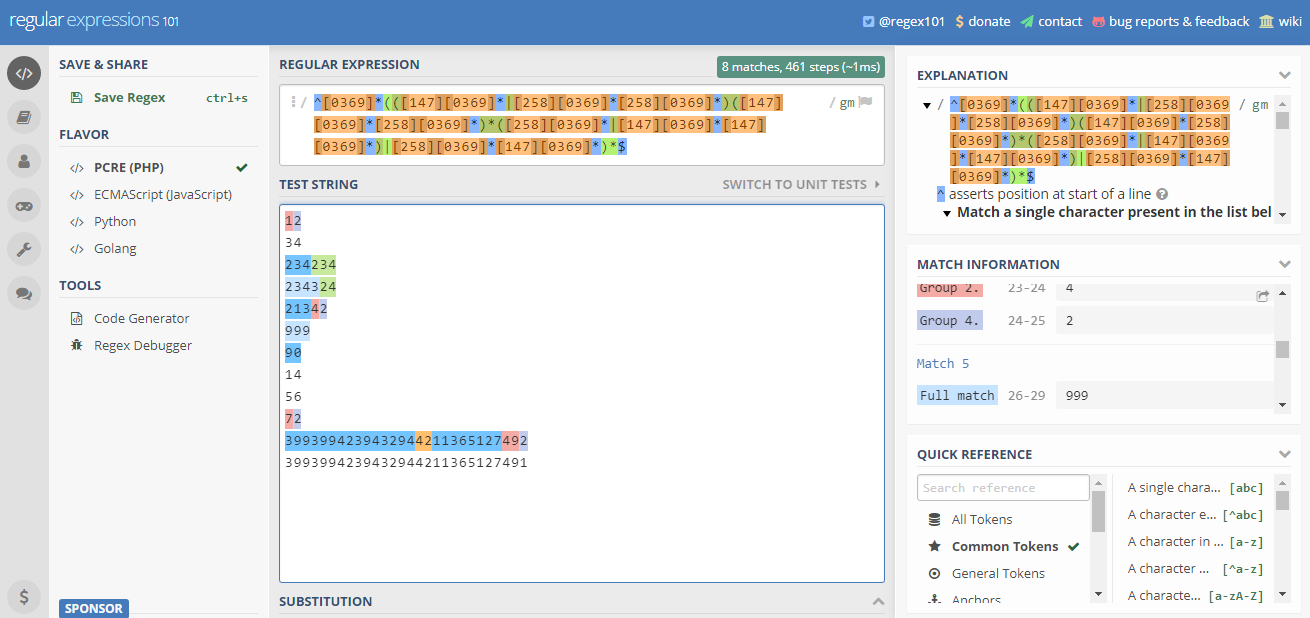 regular expressions 101
@regex101
$ donate
contact
bug reports & feedback
wiki
SAVE & SHARE
Save Regex ctrl+s
FLAVOR
</> PCRE (PHP)
</> ECMAScript (JavaScript)
</> Python
</> Golang
TOOLS
Code Generator
Regex Debugger
SPONSOR
$
REGULAR EXPRESSION
8 matches, 461 steps (~1ms)
/ ^[0369]*(([147][0369]*|[258][0369]*[258][0369]*)([147] / gm
[0369]*[258][0369]*)*([258][0369]*|[147][0369]*[147]
[0369]*)|[258][0369]*[147][0369]*)*$
TEST STRING
SWITCH TO UNIT TESTS
12
34
234234
234324
21342
999
90
14
56
72
39939942394329442113651 27492
399399423943294421136512 7491
SUBSTITUTION
EXPLANATION
/ ^[0369]*(([147][0369]*|[258][0369 / gm
]*[258][0369]*)([147][0369]*[258]
[0369]*)*([258][0369]*|[147][0369
]*[147][0369]*)|[258][0369]*[147]
[0369]*)*$
^ asserts position at start of a line
Match a single character present in the list bel
MATCH INFORMATION
Group 2. 23-24 4
Group 4. 24-25 2
Match 5
Full match 26-29 999
QUICK REFERENCE
Search reference
All Tokens
Common Tokens
General Tokens
Anchors
A single chara... [abc]
A character e... [^abc]
A character in ... [a-z]
A character ... [^a-z]
A characte... [a-zA-Z]